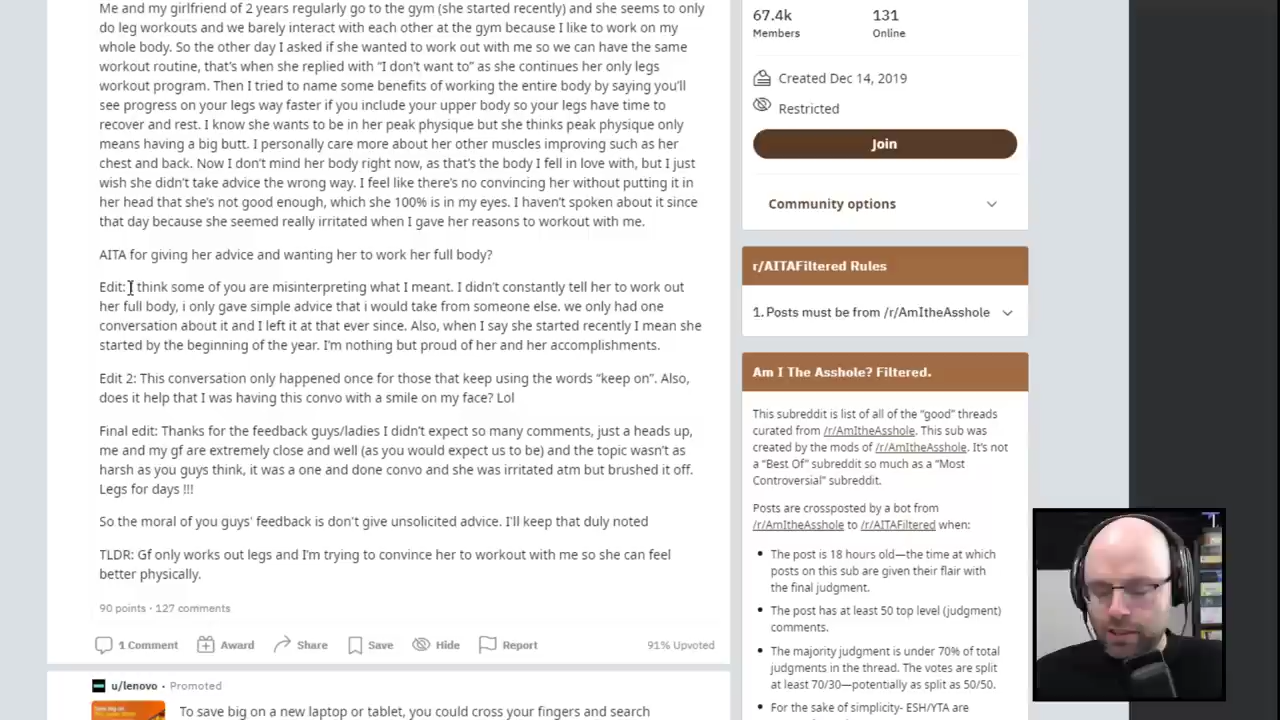 Me and my girlfriend of 2 years regularly go to the gym (she started recently) and she seems to only
do leg workouts and we barely interact with each other at the gym because I like to work on my
whole body. So the other day I asked if she wanted to work out with me so we can have the same
workout routine, that's when she replied with “I don't want to” as she continues her only legs
workout program. Then I tried to name some benefits of working the entire body by saying you'll
see progress on your legs way faster if you include your upper body so your legs have time to
recover and rest. I know she wants to be in her peak physique but she thinks peak physique only
means having a big butt. I personally care more about her other muscles improving such as her
chest and back. Now I don't mind her body right now, as that's the body I fell in love with, but I just
wish she didn't take advice the wrong way. I feel like there's no convincing her without putting it in
her head that she's not good enough, which she 100% is in my eyes. I haven't spoken about it since
that day because she seemed really irritated when I gave her reasons to workout with me.
AITA for giving her advice and wanting her to work her full body?
Edit: I think some of you are misinterpreting what I meant. I didn't constantly tell her to work out
her full body, i only gave simple advice that i would take from someone else. we only had one
conversation about it and I left it at that ever since. Also, when I say she started recently I mean she
started by the beginning of the year. I'm nothing but proud of her and her accomplishments.
Edit 2: This conversation only happened once for those that keep using the words “keep on”. Also,
does it help that I was having this convo with a smile on my face? Lol
Final edit: Thanks for the feedback guys/ladies I didn't expect so many comments, just a heads up,
me and my gf are extremely close and well (as you would expect us to be) and the topic wasn't as
harsh as you guys think, it was a one and done convo and she was irritated atm but brushed it off.
Legs for days !!!
So the moral of you guys' feedback is don't give unsolicited advice. I'll keep that duly noted
TLDR: Gf only works out legs and I'm trying to convince her to workout with me so she can feel
better physically.
90 points · 127 comments
1 Comment Award Share Save Hide Report 91% Upvoted
u/lenovo · Promoted
To save big on a new laptop or tablet, you could cross your fingers and search
67.4k 131
Members Online
Created Dec 14, 2019
Restricted
Join
Community options
r/AITAFiltered Rules
1. Posts must be from /r/AmItheAsshole
Am I The Asshole? Filtered.
This subreddit is list of all of the “good” threads
curated from /r/AmItheAsshole. This sub was
created by the mods of /r/AmItheAsshole. It's not
a “Best Of” subreddit so much as a “Most
Controversial” subreddit.
Posts are crossposted by a bot from
/r/AmItheAsshole to /r/AITAFiltered when:
• The post is 18 hours old—the time at which
posts on this sub are given their flair with
the final judgment.
• The post has at least 50 top level (judgment)
comments.
• The majority judgment is under 70% of total
judgments in the thread. The votes are split
at least 70/30—potentially as split as 50/50.
• For the sake of simplicity- ESH/YTA are